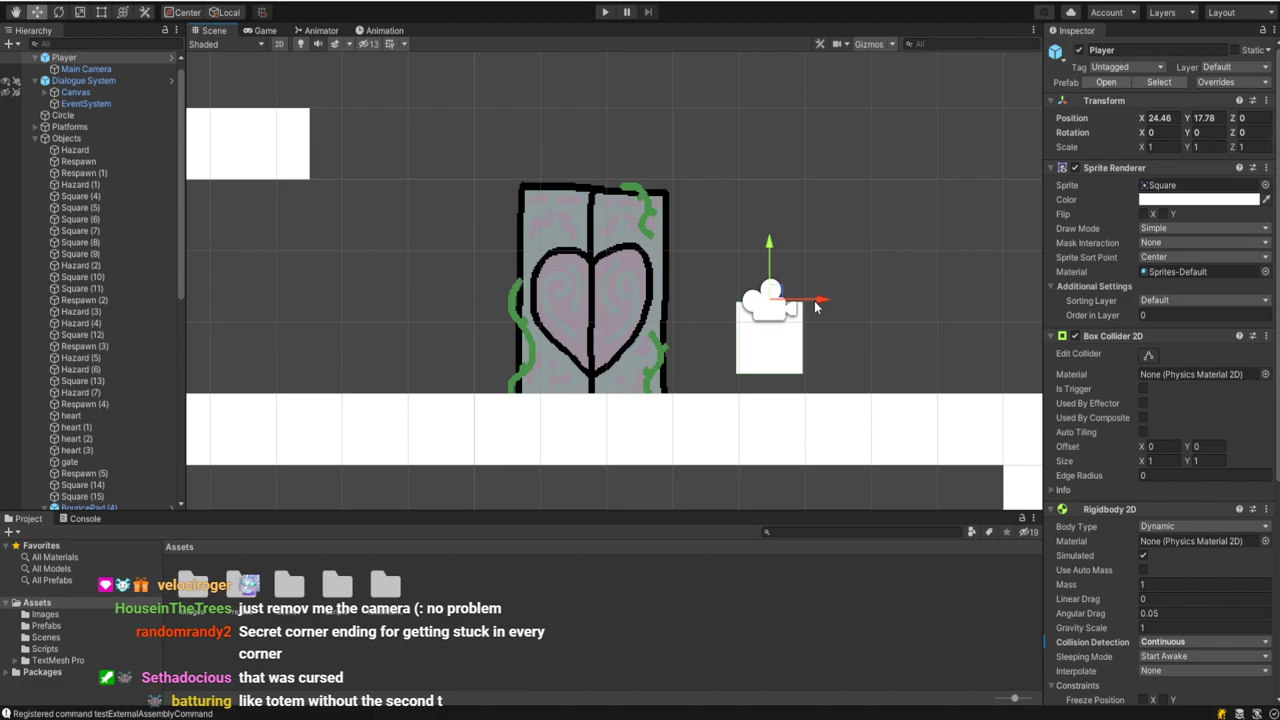 Center Local Account Layers Layout
Hierarchy Scene Game Animator Animation Inspector
All Shaded 2D 13 Gizmos All Player Static
Player Tag Untagged Layer Default
Main Camera Prefab Open Select Overrides
Dialogue System
Canvas Transform
EventSystem Position X 24.46 Y 17.78 Z 0
Circle Rotation X 0 Y 0 Z 0
Platforms Scale X 1 Y 1 Z 1
Objects
Hazard Sprite Renderer
Respawn Sprite Square
Respawn (1) Color
Hazard (1) Flip X Y
Square (4) Draw Mode Simple
Square (5) Mask Interaction None
Square (6) Sprite Sort Point Center
Square (7) Material Sprites-Default
Square (8) Additional Settings
Square (9) Sorting Layer Default
Hazard (2) Order in Layer 0
Square (10)
Square (11) Box Collider 2D
Respawn (2) Edit Collider
Hazard (3) Material None (Physics Material 2D)
Hazard (4) Is Trigger
Square (12) Used By Effector
Respawn (3) Used By Composite
Hazard (5) Auto Tiling
Hazard (6) Offset X 0 Y 0
Square (13) Size X 1 Y 1
Hazard (7) Edge Radius 0
Respawn (4) Info
heart
heart (1)
heart (2)
heart (3)
gate
Respawn (5)
Square (14)
Square (15)
BouncePad (4)
Rigidbody 2D
Body Type Dynamic
Material None (Physics Material 2D)
Simulated
Use Auto Mass
Mass 1
Linear Drag 0
Angular Drag 0.05
Gravity Scale 1
Collision Detection Continuous
Sleeping Mode Start Awake
Interpolate None
Constraints
Freeze Position X Y
Project Console
19
Favorites
All Materials
All Models
All Prefabs
Assets
Images
Prefabs
Scenes
Scripts
TextMesh Pro
Packages
Assets
velociroger
HouseinTheTrees just remov me the camera (: no problem
randomrandy2 Secret corner ending for getting stuck in every
corner
Sethadocious that was cursed
batturing like totem without the second t
Registered command testExternalAssemblyCommand